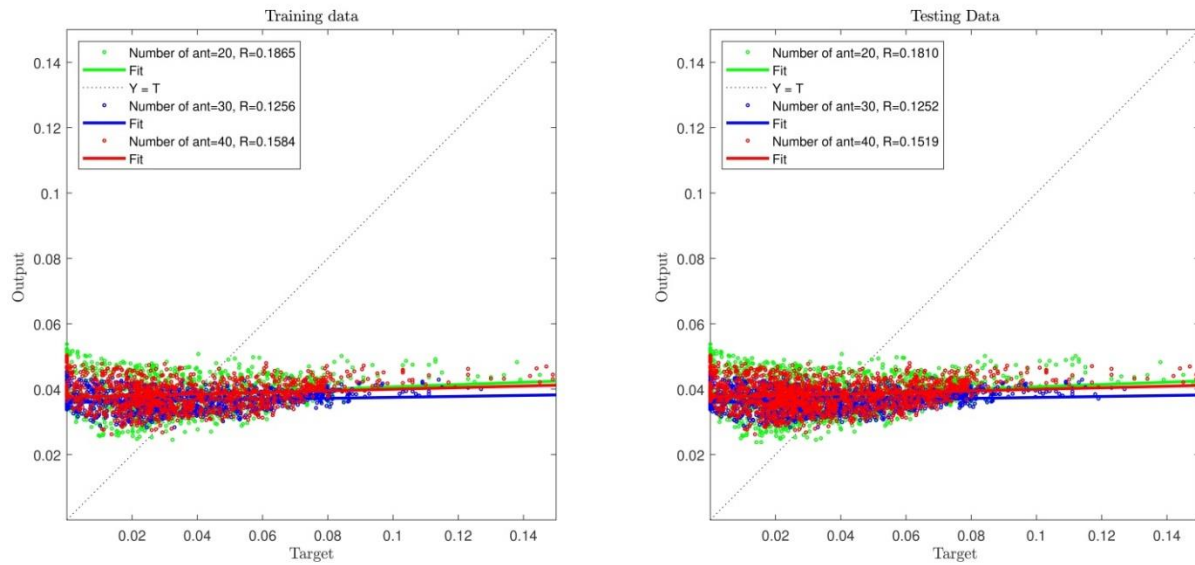 Training data
Number of ant=20, R=0.1865
Fit
Y = T
Number of ant=30, R=0.1256
Fit
Number of ant=40, R=0.1584
Fit
0.14
0.12
0.1
0.08
0.06
0.04
0.02
Output
0.02 0.04 0.06 0.08 0.1 0.12 0.14
Target
Testing Data
Number of ant=20, R=0.1810
Fit
Y = T
Number of ant=30, R=0.1252
Fit
Number of ant=40, R=0.1519
Fit
0.14
0.12
0.1
0.08
0.06
0.04
0.02
Output
0.02 0.04 0.06 0.08 0.1 0.12 0.14
Target